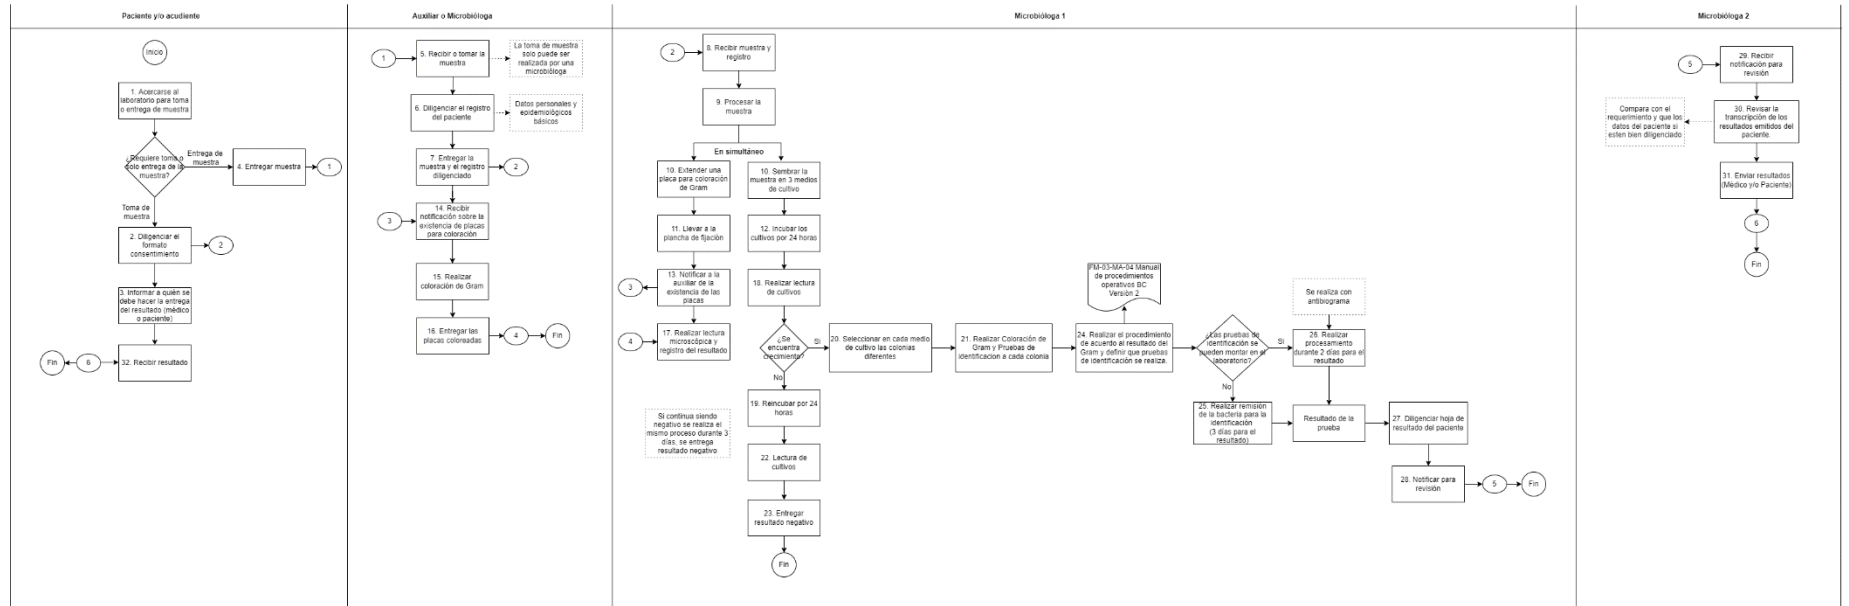 Paciente y/o acudiente
Inicio
1. Acercarse al
laboratorio para toma
o entrega de muestra
¿Requiere toma o
solo entrega de la
muestra?
Entrega de
muestra
4. Entregar muestra
1
Toma de
muestra
2. Diligenciar el
formato
consentimiento
2
3. Informar a quién se
debe hacer la entrega
del resultado (médico
o paciente)
Fin
6
32. Recibir resultado
Auxiliar o Microbióloga
1
5. Recibir o tomar la
muestra
La toma de muestra
solo puede ser
realizada por una
microbióloga
6. Diligenciar el registro
del paciente
Datos personales y
epidemiológicos
básicos
7. Entregar la
muestra y el registro
diligenciado
2
3
14. Recibir
notificación sobre la
existencia de placas
para coloración
15. Realizar
coloración de Gram
16. Entregar las
placas coloreadas
4
Fin
Microbióloga 1
2
8. Recibir muestra y
registro
9. Procesar la
muestra
En simultáneo
10. Extender una
placa para coloración
de Gram
10. Sembrar la
muestra en 3 medios
de cultivo
11. Llevar a la
plancha de fijación
12. Incubar los
cultivos por 24 horas
3
13. Notificar a la
auxiliar de la
existencia de las
placas
18. Realizar lectura
de cultivos
4
17. Realizar lectura
microscópica y
registro del resultado
¿Se
encuentra
crecimiento?
Si
No
20. Seleccionar en cada medio
de cultivo las colonias
diferentes
21. Realizar Coloración de
Gram y Pruebas de
identificacion a cada colonia
FM-03-MA-04 Manual
de procedimientos
operativos BC
Versión 2
24. Realizar el procedimiento
de acuerdo al resultado del
Gram y definir que pruebas
de identificación se realiza.
¿Las pruebas de
identificación se
pueden montar en el
laboratorio?
Si
No
Se realiza con
antibiograma
26. Realizar
procesamiento
durante 2 días para el
resultado
19. Reincubar por 24
horas
Si continua siendo
negativo se realiza el
mismo proceso durante 3
días, se entrega
resultado negativo
22. Lectura de
cultivos
23. Entregar
resultado negativo
Fin
25. Realizar remisión
de la bacteria para la
identificación
(3 días para el
resultado)
Resultado de la
prueba
27. Diligenciar hoja de
resultado del paciente
28. Notificar para
revisión
5
Fin
Microbióloga 2
5
29. Recibir
notificación para
revisión
Compara con el
requerimiento y que los
datos del paciente si
esten bien diligenciado
30. Revisar la
transcripción de los
resultados emitidos del
paciente.
31. Enviar resultados
(Médico y/o Paciente)
6
Fin